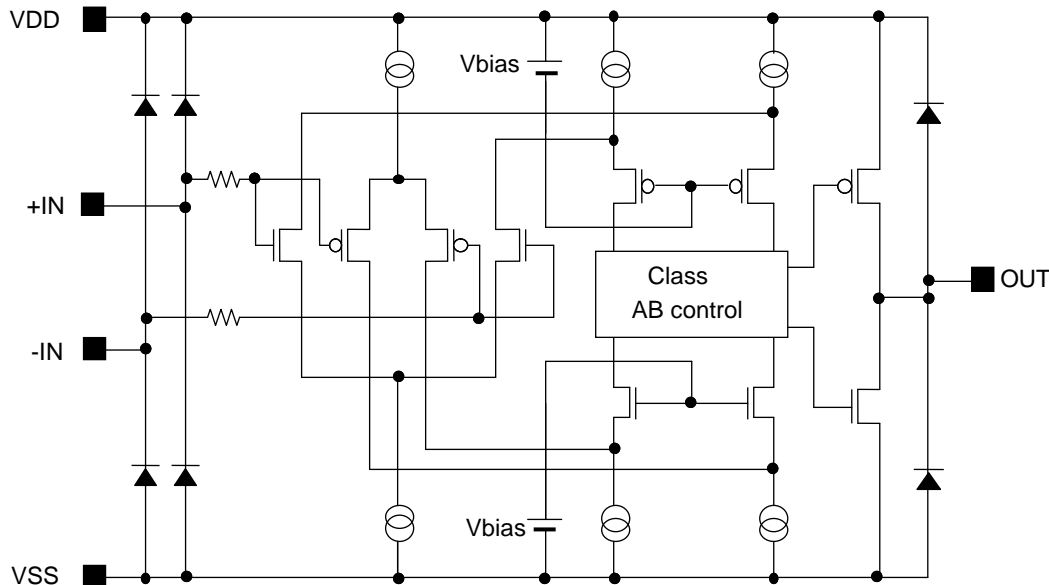 VDD
Vbias
+IN
Class
AB control
OUT
-IN
Vbias
VSS